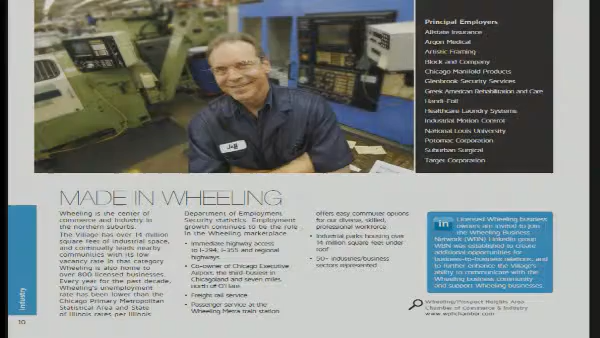 Principal Employers
Allstate Insurance
Argon Medical
Artistic Framing
Block and Company
Chicago Manifold Products
Glenbrook Security Services
Greek American Rehabilitation and Care
Handi-Foil
Healthcare Laundry Systems
Industrial Motion Control
National Louis University
Potomac Corporation
Suburban Surgical
Target Corporation
Jeff
MADE IN WHEELING
Wheeling is the center of
commerce and industry in
the northern suburbs.
The Village has over 14 million
square feet of industrial space,
and continually leads nearby
communities with its low
vacancy rate in that category.
Wheeling is also home to
over 800 licensed businesses.
Every year for the past decade,
Wheeling's unemployment
rate has been lower than the
Chicago Primary Metropolitan
Statistical Area and State
of Illinois rates per Illinois
Department of Employment
Security statistics. Employment
growth continues to be the rule
in the Wheeling marketplace.
• Immediate highway access
to I-294, I-355 and regional
highways
• Co-owner of Chicago Executive
Airport, the third-busiest in
Chicagoland and seven miles
north of O'Hare
• Freight rail service
• Passenger service at the
Wheeling Metra train station
offers easy commuter options
for our diverse, skilled,
professional workforce
• Industrial parks housing over
14 million square feet under
roof
• 50+ industries/business
sectors represented
in
Licensed Wheeling business
owners are invited to join
the Wheeling Business
Network (WBN) LinkedIn group.
WBN was established to create
additional opportunities for
business-to-business relations, and
to further enhance the Village's
ability to communicate with the
Wheeling business community
and support Wheeling businesses.
Wheeling/Prospect Heights Area
Chamber of Commerce & Industry
www.wphchamber.com
Industry
10